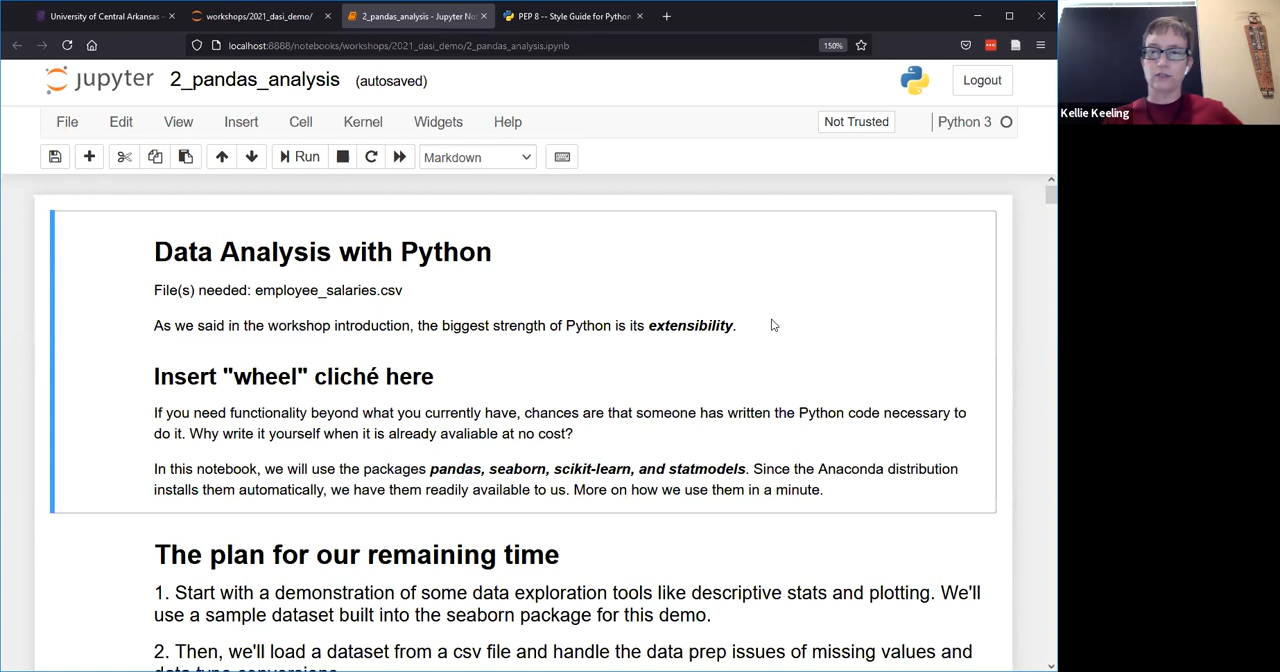 University of Central Arkansas –
workshops/2021_dasi_demo/
2_pandas_analysis - Jupyter No
PEP 8 -- Style Guide for Python
localhost:8888/notebooks/workshops/2021_dasi_demo/2_pandas_analysis.ipynb
150%
jupyter 2_pandas_analysis (autosaved)
Logout
Kellie Keeling
File Edit View Insert Cell Kernel Widgets Help
Not Trusted
Python 3
Run
Markdown
Data Analysis with Python
File(s) needed: employee_salaries.csv
As we said in the workshop introduction, the biggest strength of Python is its extensibility.
Insert "wheel" cliché here
If you need functionality beyond what you currently have, chances are that someone has written the Python code necessary to
do it. Why write it yourself when it is already avaliable at no cost?
In this notebook, we will use the packages pandas, seaborn, scikit-learn, and statmodels. Since the Anaconda distribution
installs them automatically, we have them readily available to us. More on how we use them in a minute.
The plan for our remaining time
1. Start with a demonstration of some data exploration tools like descriptive stats and plotting. We'll
use a sample dataset built into the seaborn package for this demo.
2. Then, we'll load a dataset from a csv file and handle the data prep issues of missing values and
data type conversions